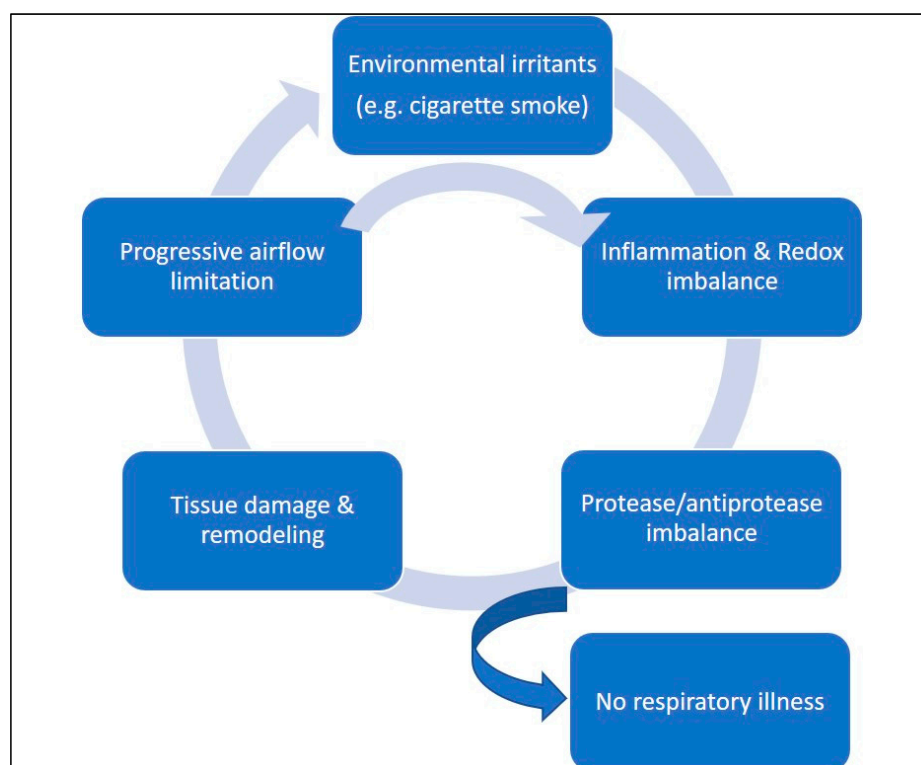 Environmental irritants
(e.g. cigarette smoke)
Progressive airflow
limitation
Inflammation & Redox
imbalance
Tissue damage &
remodeling
Protease/antiprotease
imbalance
No respiratory illness